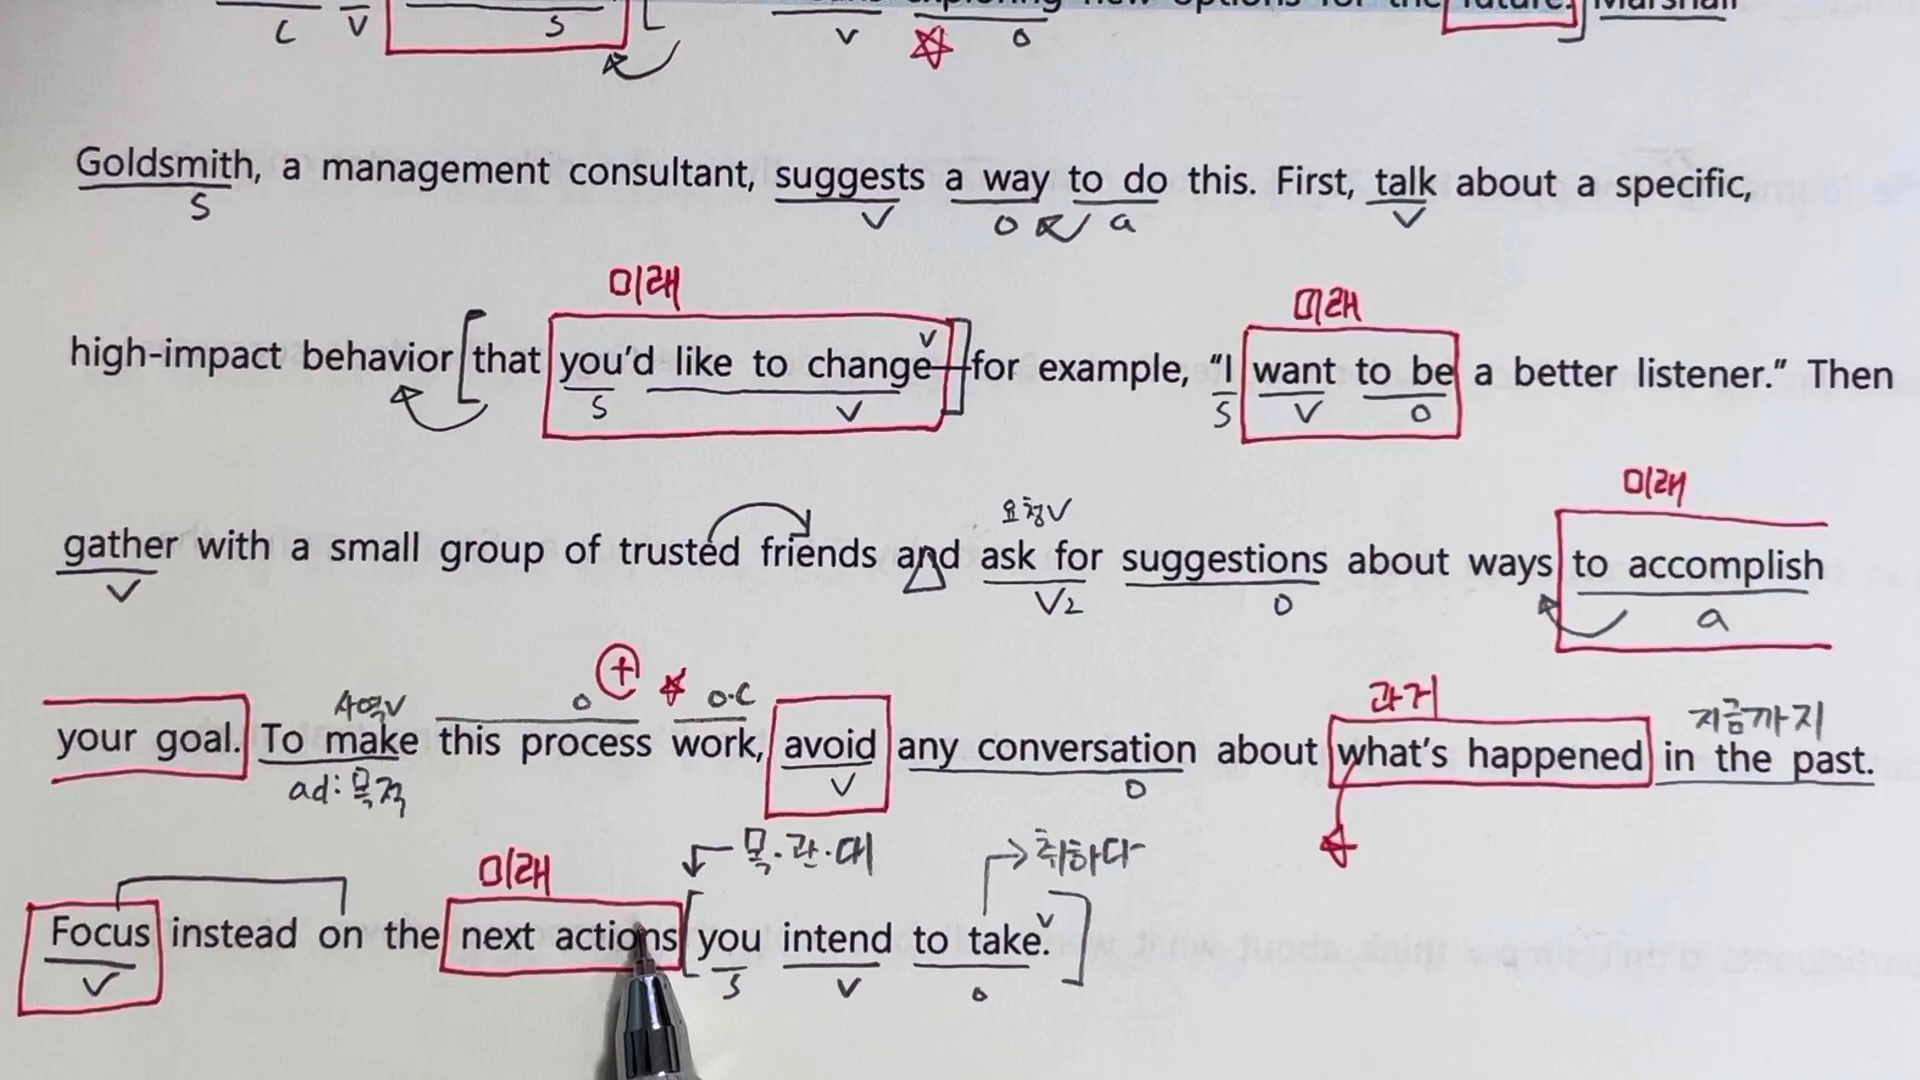 C V S V O
exploring new options for the future. Marshall
Goldsmith, a management consultant, suggests a way to do this. First, talk about a specific,
S V O a V
미래 미래
high-impact behavior [that you'd like to change—]for example, "I want to be a better listener." Then
V
S V S V O
미래
요청V
gather with a small group of trusted friends and ask for suggestions about ways to accomplish
V V2 O a
사역V O + O·C 과거 지금까지
your goal. To make this process work, avoid any conversation about what's happened in the past.
ad: 목적 V O
미래 목·관·대 취하다
Focus instead on the next actions [you intend to take.]
V
V S V O